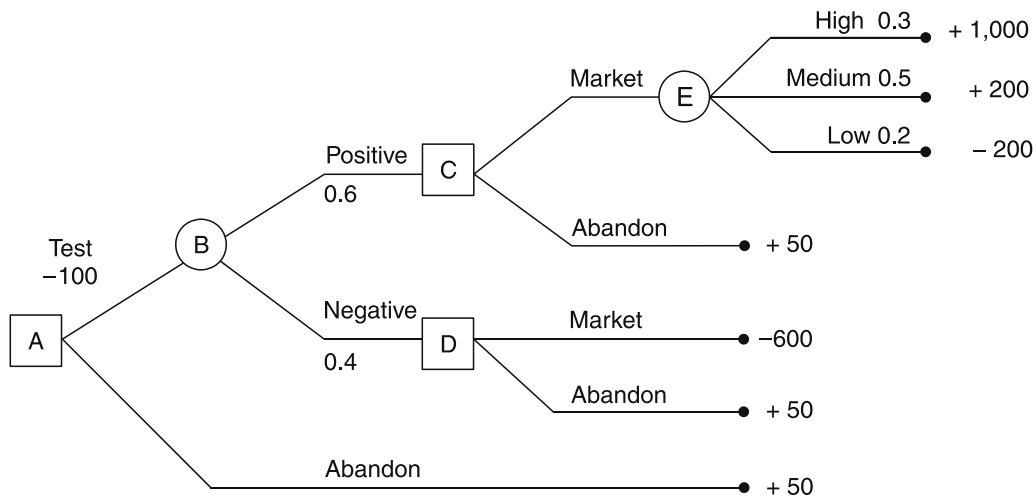 High 0.3 + 1,000
Market
E
Medium 0.5 + 200
Low 0.2 − 200
Positive
C
0.6
Abandon + 50
Test
−100
B
Negative
Market −600
A
D
0.4
Abandon + 50
Abandon + 50